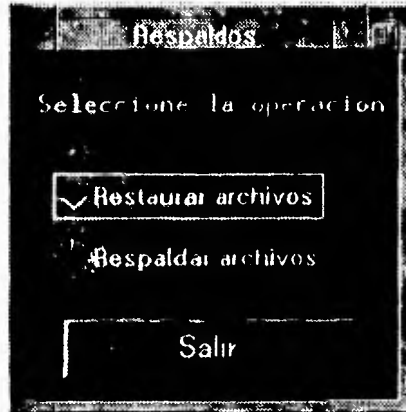 Respaldos
Seleccione la operacion
Restaurar archivos
Respaldar archivos
Salir